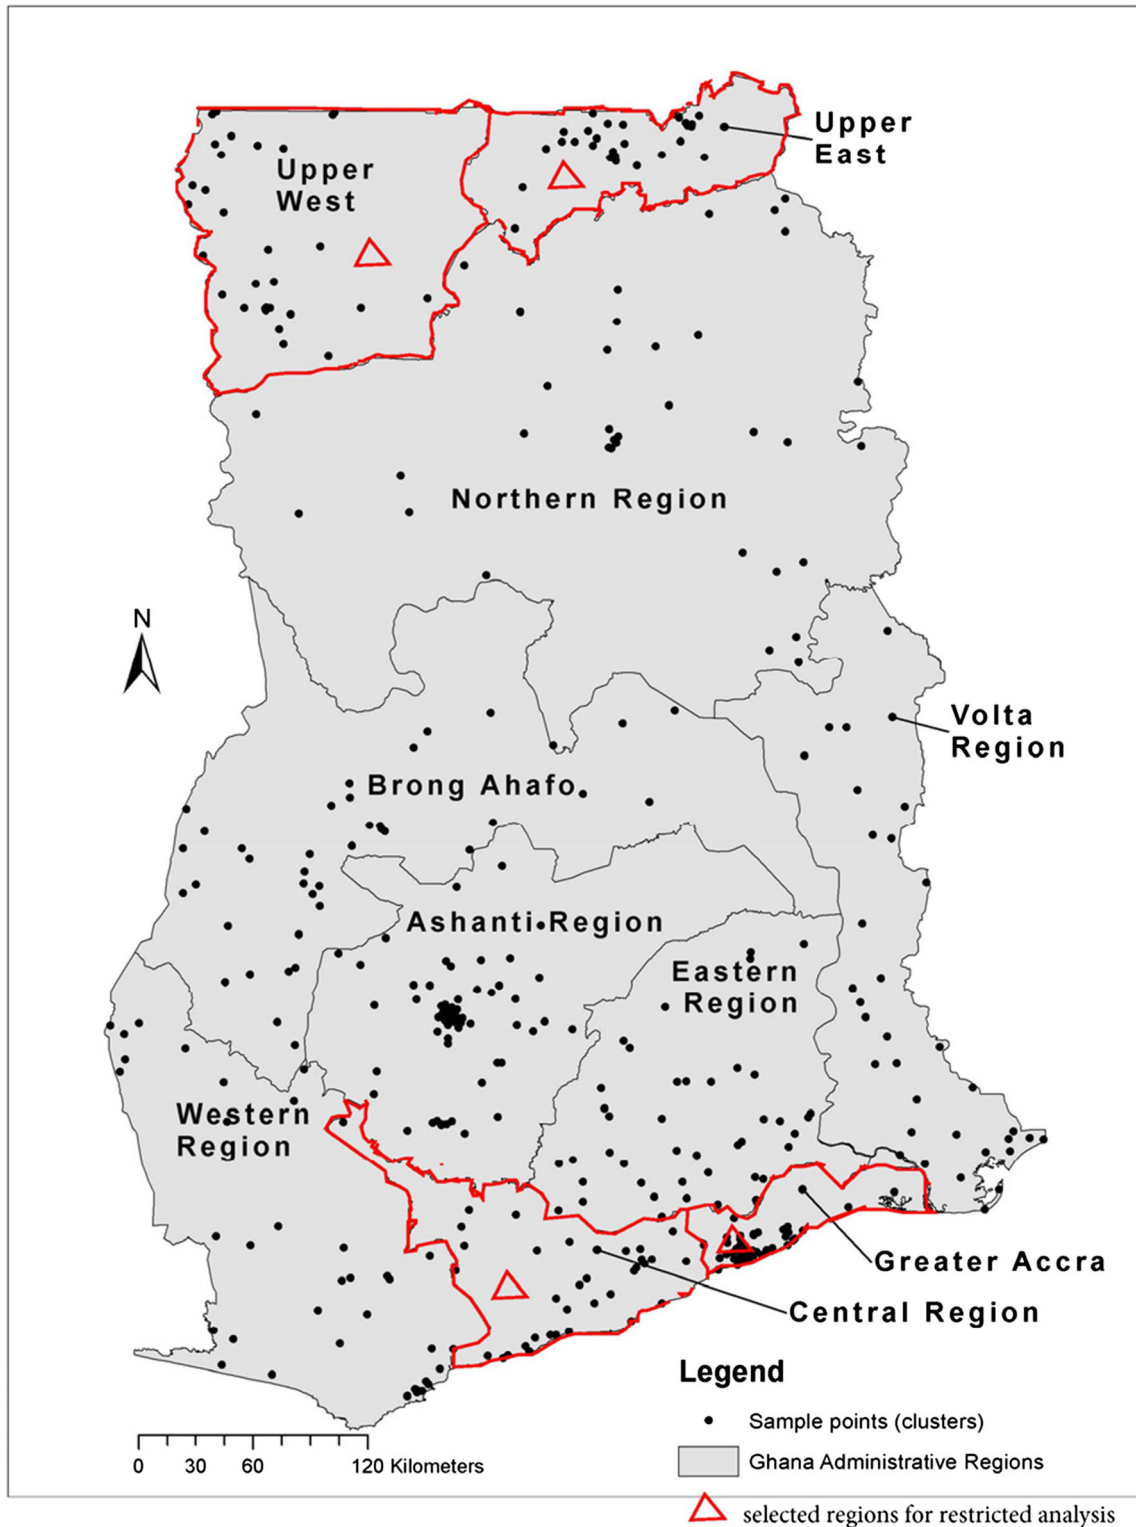 Upper
East
Upper
West
Northern Region
N
Volta
Region
Brong Ahafo
Ashanti Region
Eastern
Region
Western
Region
Greater Accra
Central Region
Legend
Sample points (clusters)
Ghana Administrative Regions
0 30 60 120 Kilometers
selected regions for restricted analysis